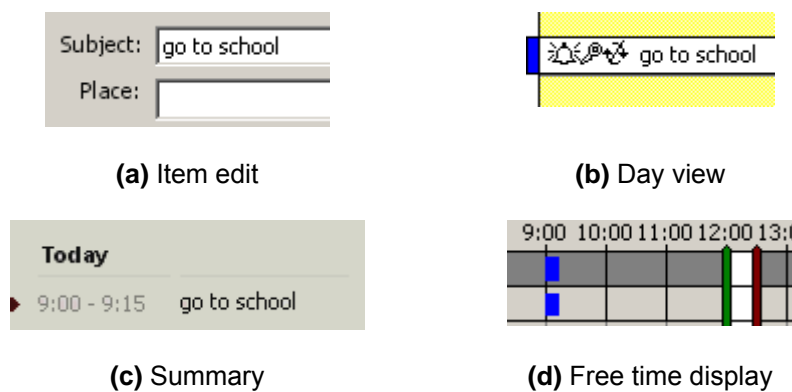 Subject: go to school
Place:
go to school
(a) Item edit
(b) Day view
Today
9:00 - 9:15 go to school
9:00 10:00 11:00 12:00 13:0
(c) Summary
(d) Free time display